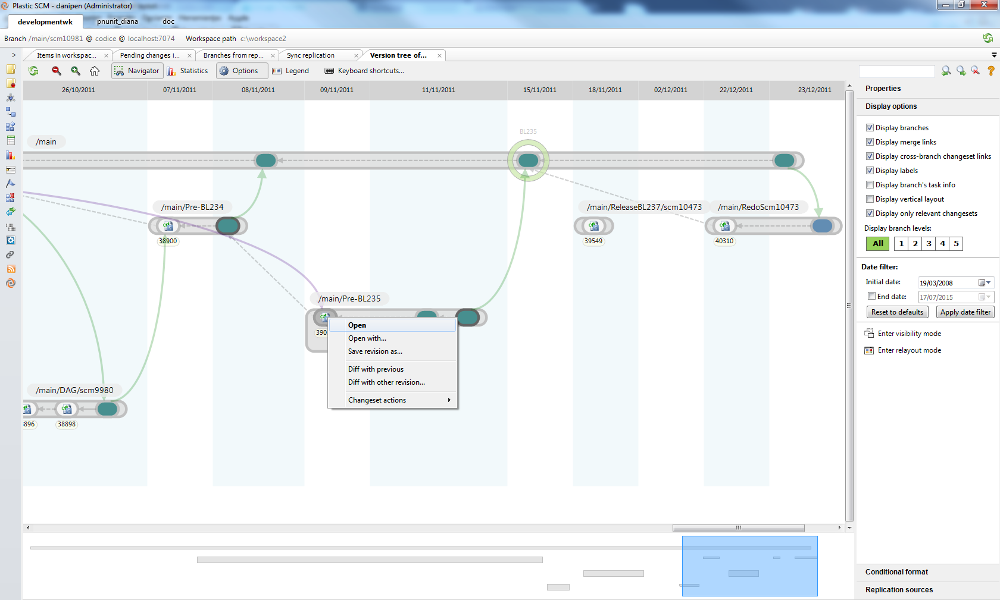 Plastic SCM - danipen (Administrator)
developmentwk
pnunit_diana
doc
Branch /main/scm10981 @ codice @ localhost:7074 Workspace path c:\workspace2
Items in workspac...
Pending changes i...
Branches from rep...
Sync replication
Version tree of...
Navigator
Statistics
Options
Legend
Keyboard shortcuts...
26/10/2011
07/11/2011
08/11/2011
09/11/2011
11/11/2011
15/11/2011
18/11/2011
02/12/2011
22/12/2011
23/12/2011
BL235
/main
/main/Pre-BL234
38900
/main/ReleaseBL237/scm10473
39549
/main/RedoScm10473
40310
/main/Pre-BL235
390
Open
Open with...
Save revision as...
Diff with previous
Diff with other revision...
Changeset actions
/main/DAG/scm9980
896
38898
Properties
Display options
Display branches
Display merge links
Display cross-branch changeset links
Display labels
Display branch's task info
Display vertical layout
Display only relevant changesets
Display branch levels:
All 1 2 3 4 5
Date filter:
Initial date: 19/03/2008
End date: 17/07/2015
Reset to defaults
Apply date filter
Enter visibility mode
Enter relayout mode
Conditional format
Replication sources